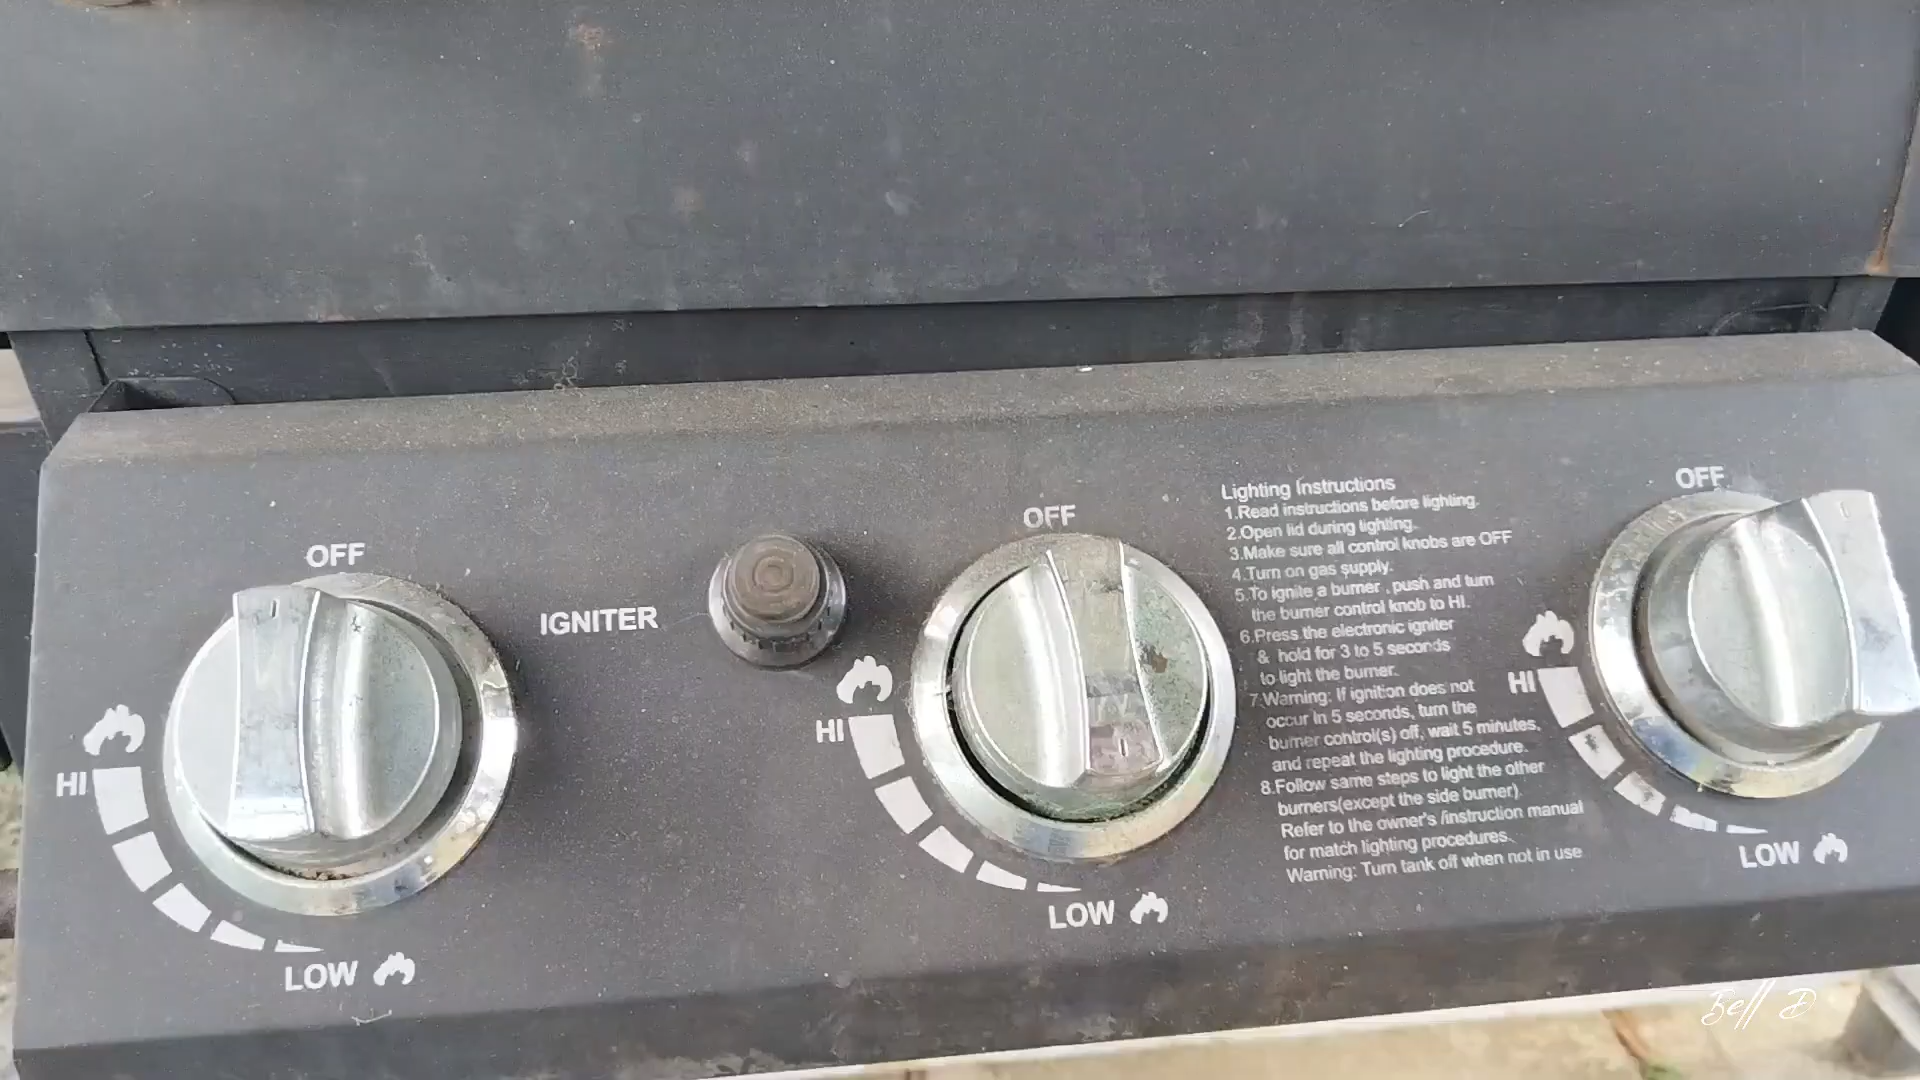 OFF
IGNITER
HI
LOW
OFF
HI
LOW
Lighting Instructions
1.Read instructions before lighting.
2.Open lid during lighting.
3.Make sure all control knobs are OFF
4.Turn on gas supply.
5.To ignite a burner , push and turn
the burner control knob to HI.
6.Press the electronic igniter
& hold for 3 to 5 seconds
to light the burner.
7.Warning: If ignition does not
occur in 5 seconds, turn the
burner control(s) off, wait 5 minutes,
and repeat the lighting procedure.
8.Follow same steps to light the other
burners(except the side burner).
Refer to the owner's /instruction manual
for match lighting procedures.
Warning: Turn tank off when not in use
OFF
HI
LOW
Bell D